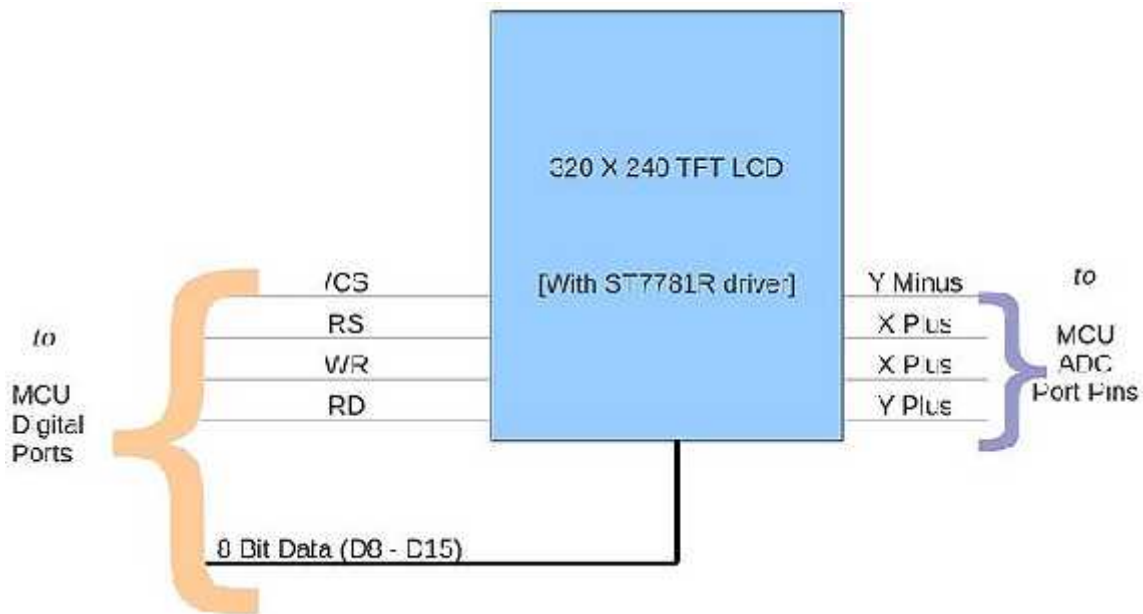 320 X 240 TFT LCD
[With ST7781R driver]
/CS
RS
WR
RD
8 Bit Data (D8 - D15)
to
MCU
Digital
Ports
Y Minus
X Plus
X Plus
Y Plus
to
MCU
ADC
Port Pins